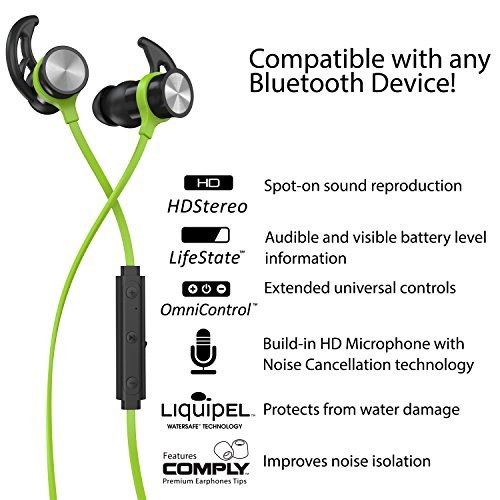 Compatible with any
Bluetooth Device!
HD
HDStereo
Spot-on sound reproduction
LifeState™
Audible and visible battery level
information
OmniControl™
Extended universal controls
Build-in HD Microphone with
Noise Cancellation technology
LIQUIPEL™
WATERSAFE™ TECHNOLOGY
Protects from water damage
Features
COMPLY™
Premium Earphones Tips
Improves noise isolation